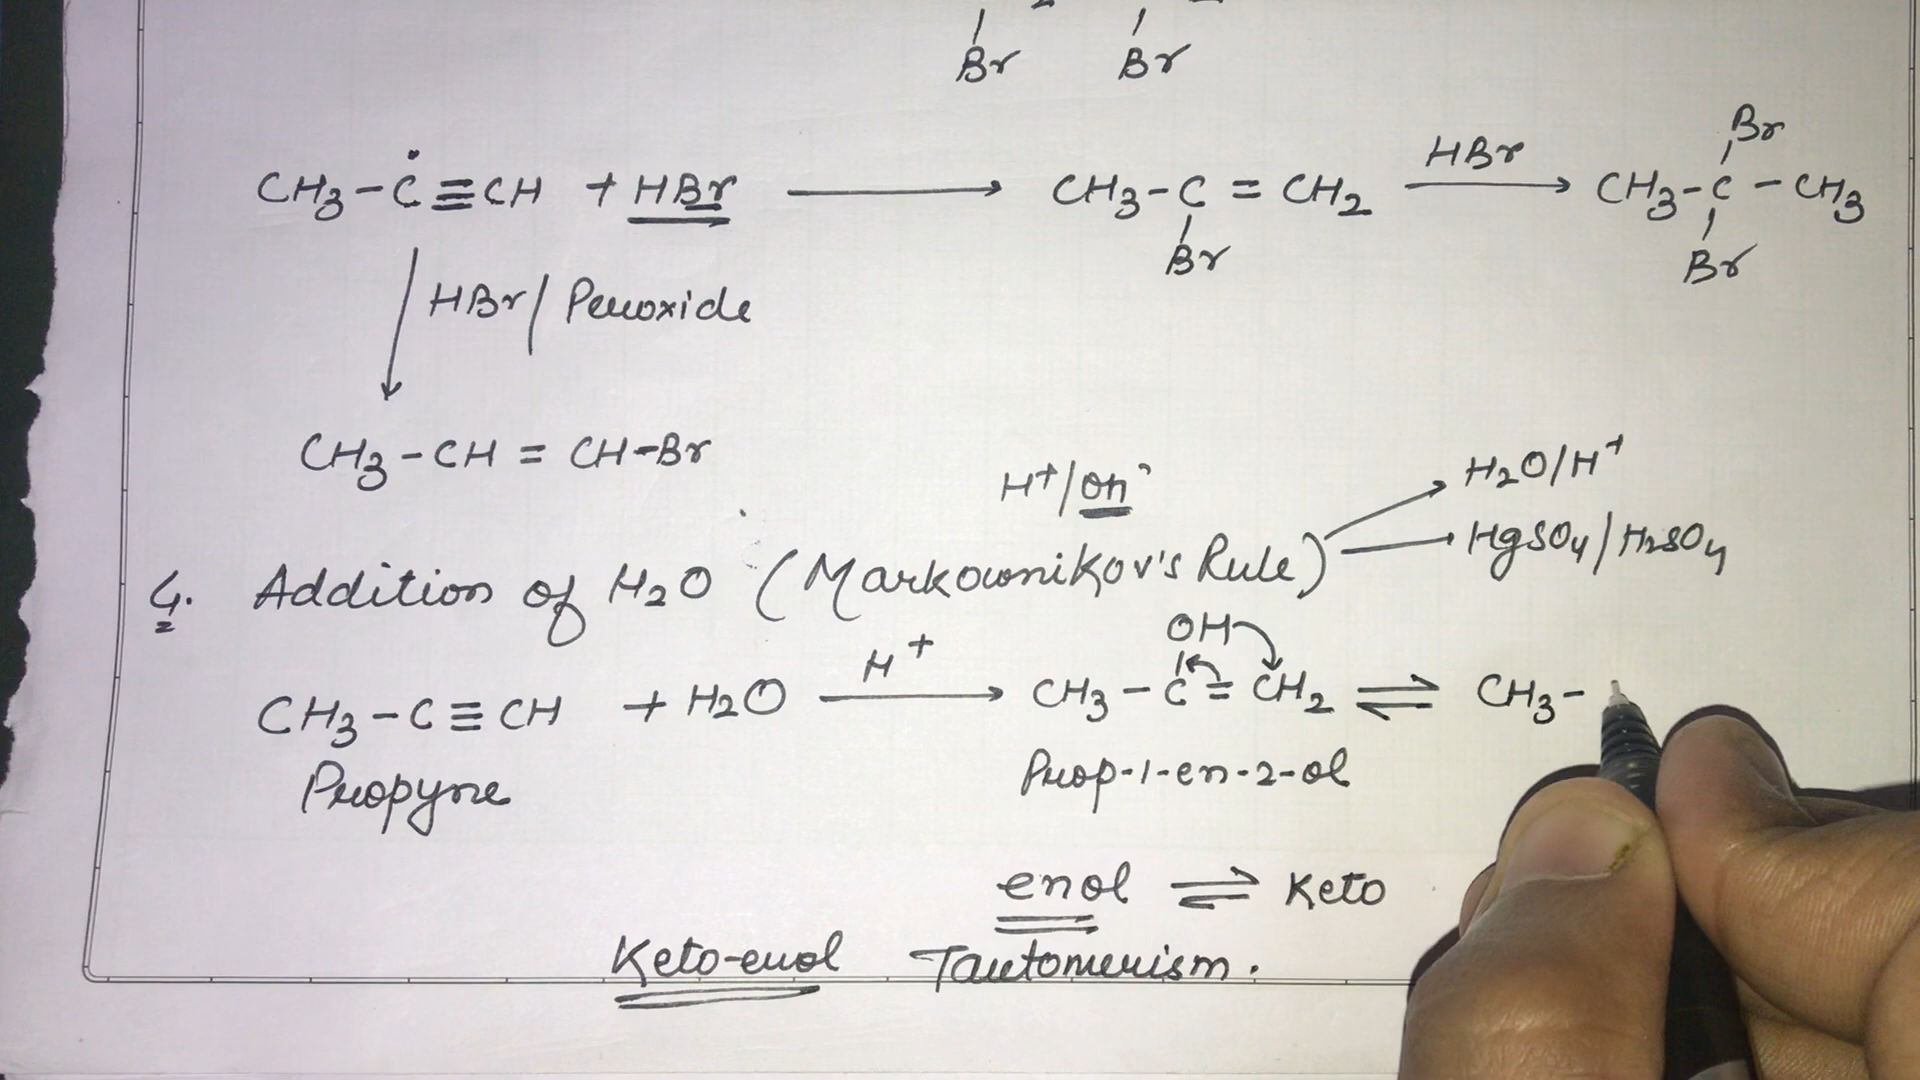 Br Br
Br
CH3-C≡CH + HBr → CH3-C=CH2 HBr → CH3-C-CH3
Br Br
HBr/Peroxide
CH3-CH=CH-Br
H+/OH-
H2O/H+
HgSO4/H2SO4
4. Addition of H2O (Markownikov's Rule)
OH
H+
CH3-C≡CH + H2O → CH3-C=CH2 ⇌ CH3-
Propyne Prop-1-en-2-ol
enol ⇌ Keto
Keto-enol Tautomerism.